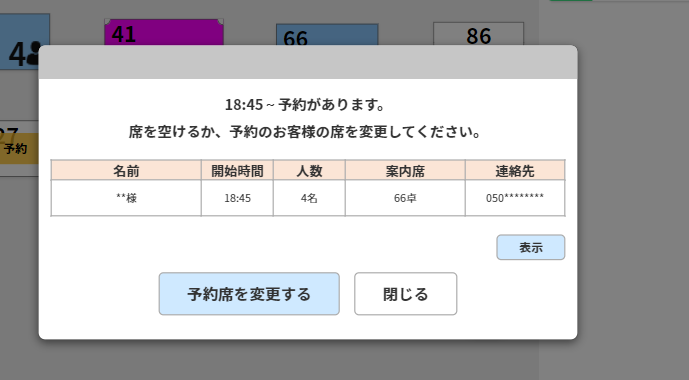 41
66
86
4
予約
18:45 ~ 予約があります。
席を空けるか、予約のお客様の席を変更してください。
名前 開始時間 人数 案内席 連絡先
**様 18:45 4名 66卓 050********
表示
予約席を変更する 閉じる